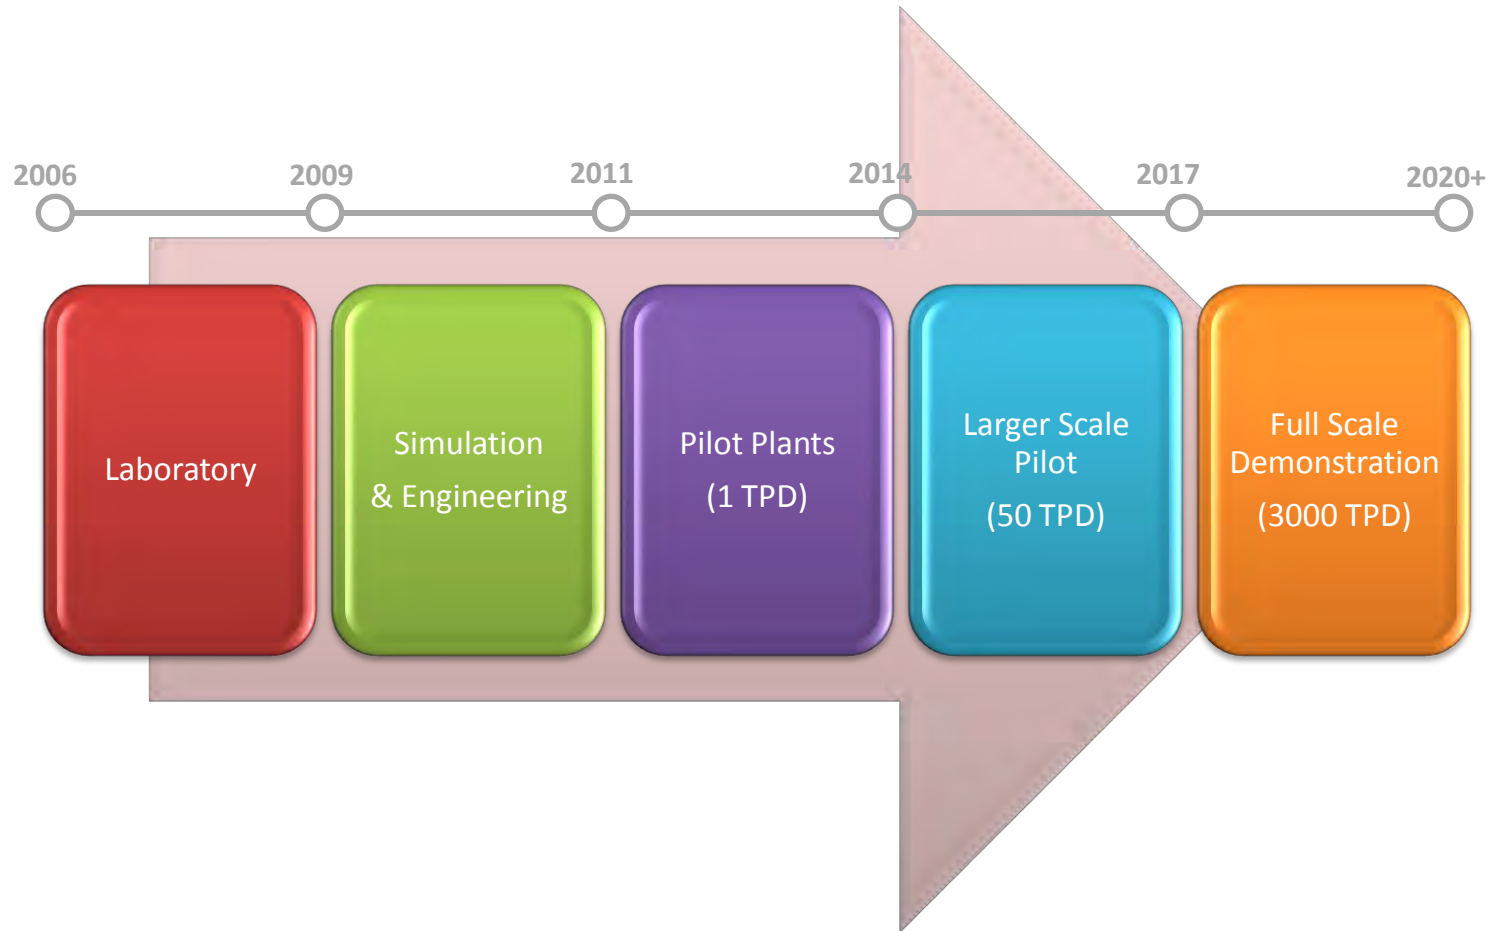 2006
2009
2011
2014
2017
2020+
Laboratory
Simulation
& Engineering
Pilot Plants
(1 TPD)
Larger Scale
Pilot
(50 TPD)
Full Scale
Demonstration
(3000 TPD)